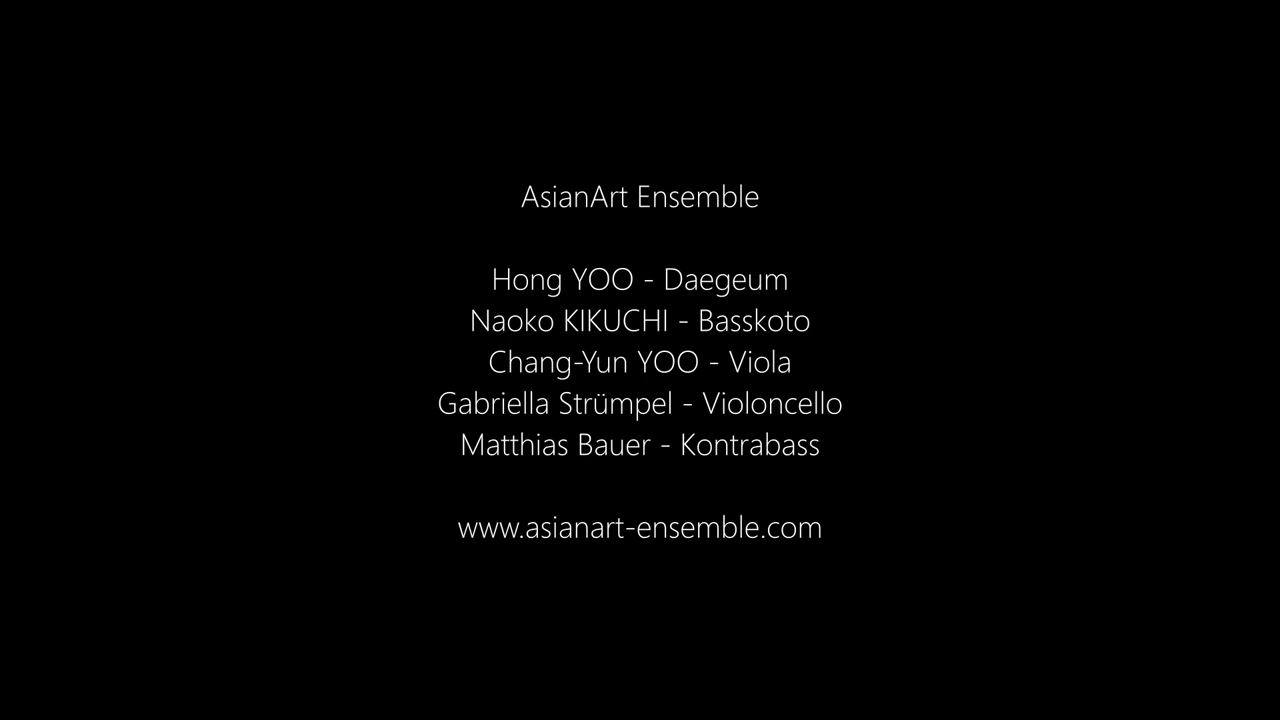 AsianArt Ensemble
Hong YOO - Daegeum
Naoko KIKUCHI - Basskoto
Chang-Yun YOO - Viola
Gabriella Strümpel - Violoncello
Matthias Bauer - Kontrabass
www.asianart-ensemble.com